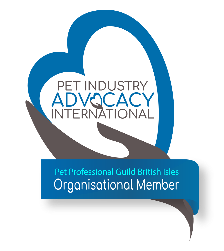 PET INDUSTRY
ADVOCACY
INTERNATIONAL
Pet Professional Guild British Isles
Organisational Member